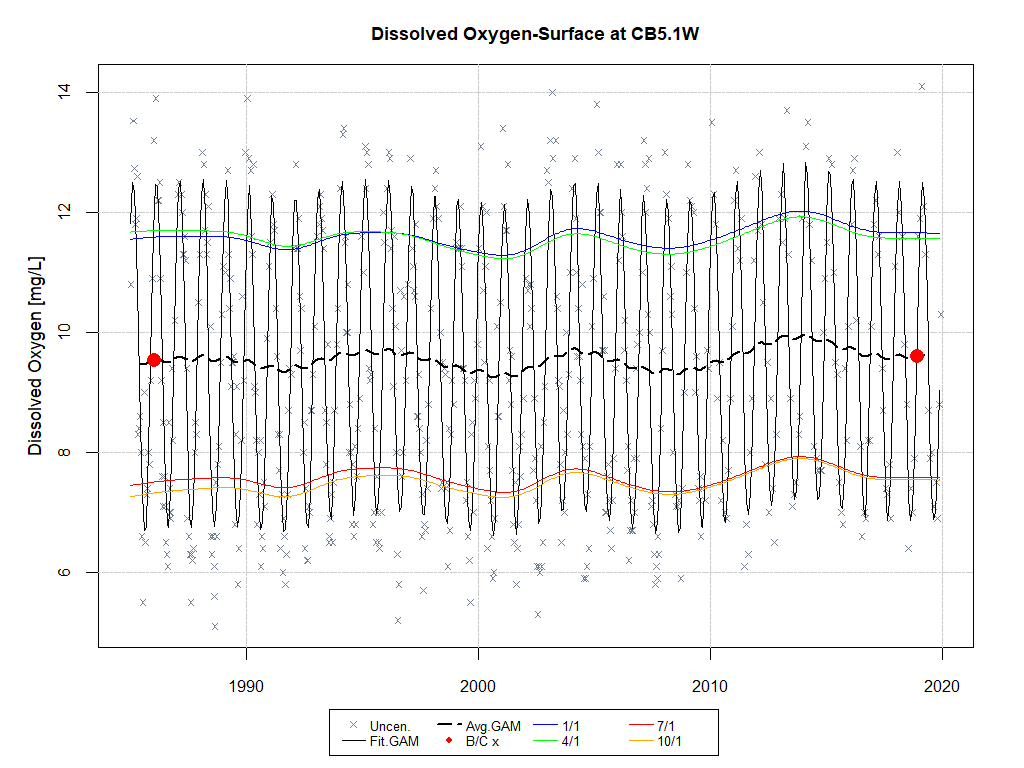 Dissolved Oxygen-Surface at CB5.1W
Dissolved Oxygen [mg/L]
14
12
10
8
6
1990 2000 2010 2020
Uncen. Avg.GAM 1/1 7/1
Fit.GAM B/C x 4/1 10/1